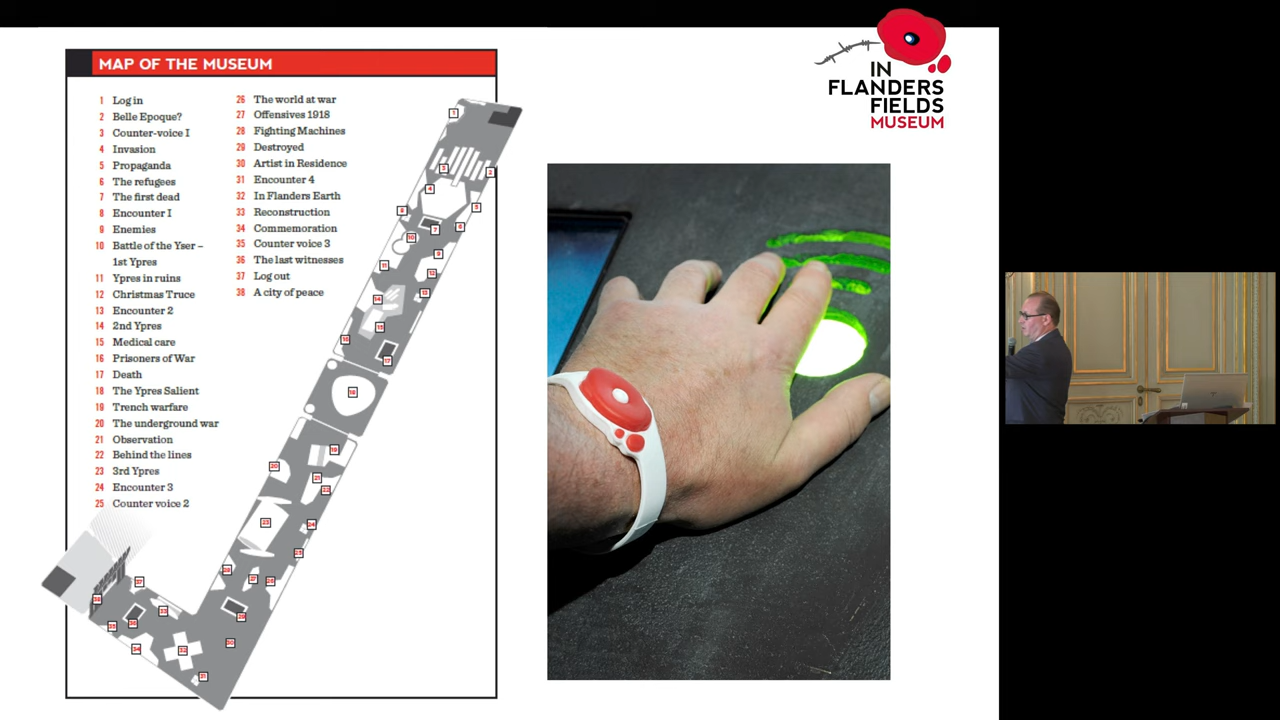 MAP OF THE MUSEUM
1 Log in
2 Belle Epoque?
3 Counter-voice I
4 Invasion
5 Propaganda
6 The refugees
7 The first dead
8 Encounter I
9 Enemies
10 Battle of the Yser –
1st Ypres
11 Ypres in ruins
12 Christmas Truce
13 Encounter 2
14 2nd Ypres
15 Medical care
16 Prisoners of War
17 Death
18 The Ypres Salient
19 Trench warfare
20 The underground war
21 Observation
22 Behind the lines
23 3rd Ypres
24 Encounter 3
25 Counter voice 2
26 The world at war
27 Offensives 1918
28 Fighting Machines
29 Destroyed
30 Artist in Residence
31 Encounter 4
32 In Flanders Earth
33 Reconstruction
34 Commemoration
35 Counter voice 3
36 The last witnesses
37 Log out
38 A city of peace
IN
FLANDERS
FIELDS
MUSEUM